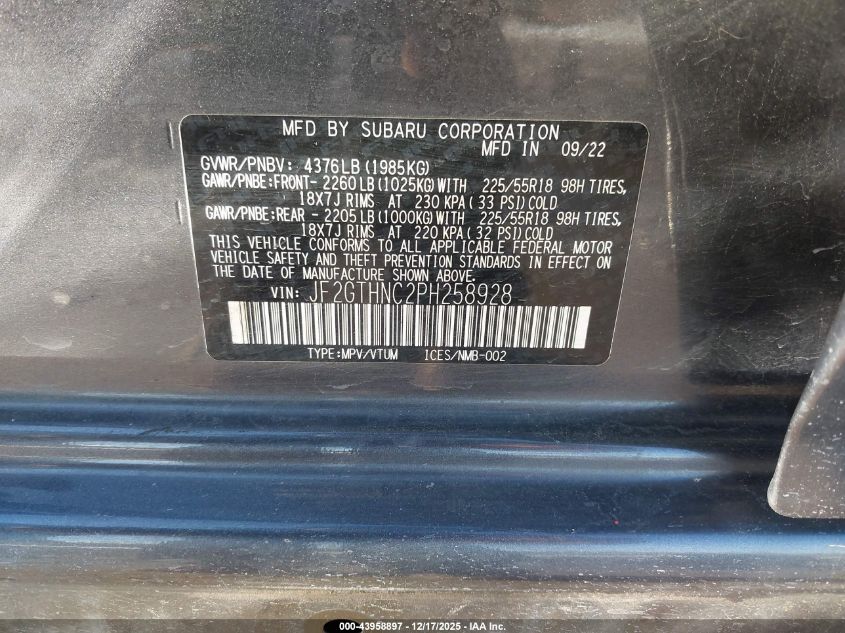 MFD BY SUBARU CORPORATION
MFD IN 09/22
GVWR/PNBV: 4376LB(1985KG)
GAWR/PNBE:FRONT- 2260LB(1025KG)WITH 225/55R18 98H TIRES,
18X7J RIMS AT 230 KPA( 33 PSI)COLD
GAWR/PNBE:REAR - 2205LB(1000KG)WITH 225/55R18 98H TIRES,
18X7J RIMS AT 220 KPA( 32 PSI)COLD
THIS VEHICLE CONFORMS TO ALL APPLICABLE FEDERAL MOTOR
VEHICLE SAFETY AND THEFT PREVENTION STANDARDS IN EFFECT ON
THE DATE OF MANUFACTURE SHOWN ABOVE.
VIN: JF2GTHNC2PH258928
TYPE:MPV/VTUM ICES/NMB-002
000-43958897 - 12/17/2025 - IAA Inc.